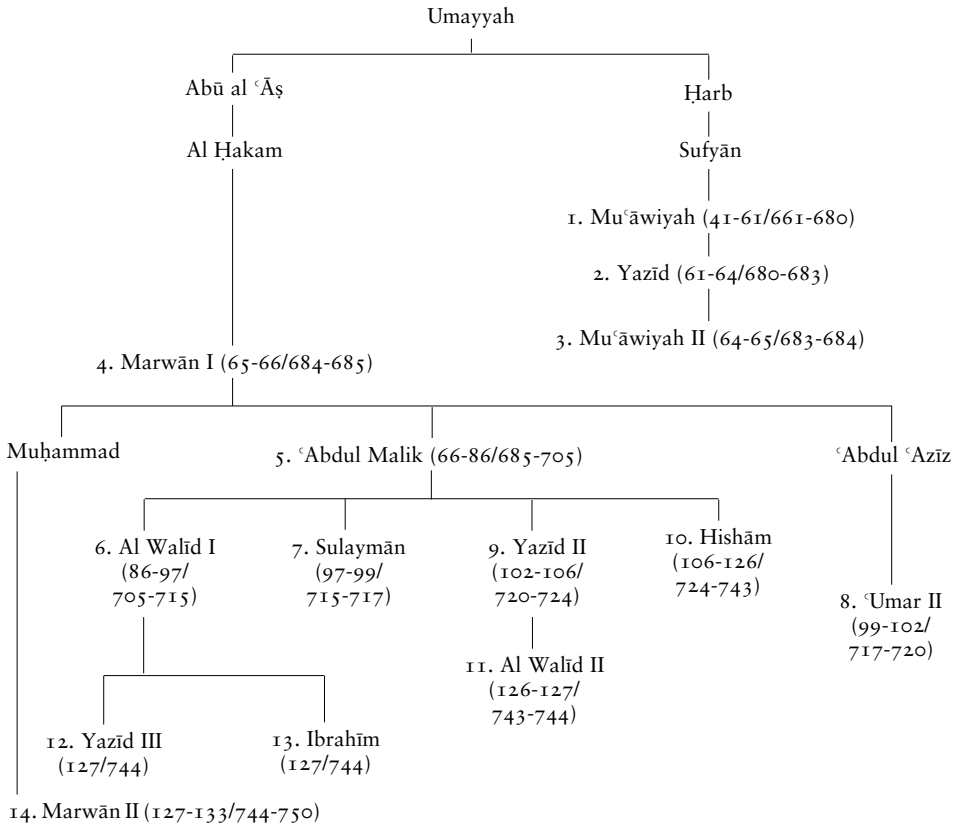 Umayyah
Abū al ʿĀṣ
Ḥarb
Al Ḥakam
Sufyān
1. Muʿāwiyah (41-61/661-680)
2. Yazīd (61-64/680-683)
3. Muʿāwiyah II (64-65/683-684)
4. Marwān I (65-66/684-685)
Muḥammad
5. ʿAbdul Malik (66-86/685-705)
ʿAbdul ʿAzīz
6. Al Walīd I
(86-97/
705-715)
7. Sulaymān
(97-99/
715-717)
9. Yazīd II
(102-106/
720-724)
10. Hishām
(106-126/
724-743)
8. ʿUmar II
(99-102/
717-720)
11. Al Walīd II
(126-127/
743-744)
12. Yazīd III
(127/744)
13. Ibrahīm
(127/744)
14. Marwān II (127-133/744-750)